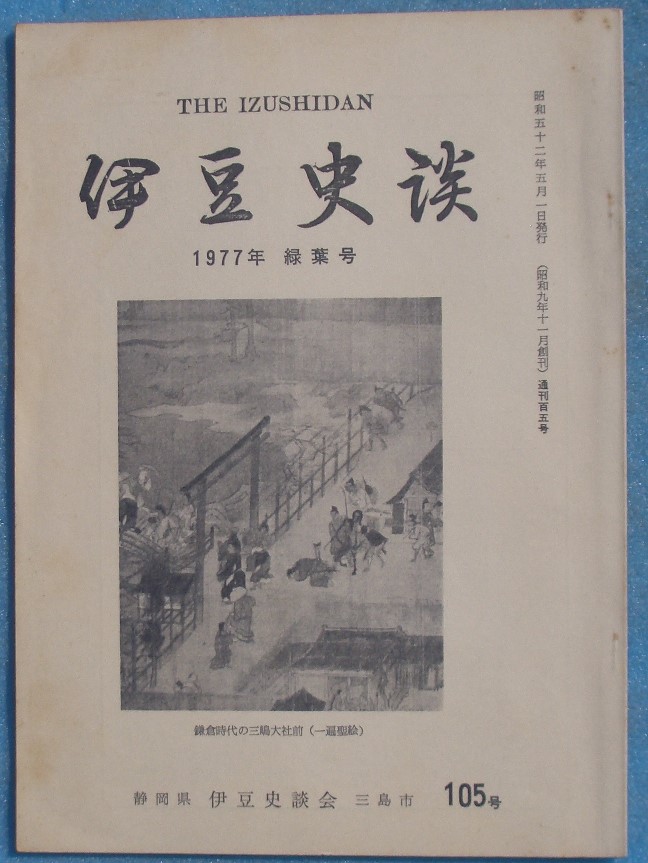 THE IZUSHIDAN
伊豆史談
1977年 緑葉号
昭和五十二年五月一日発行 (昭和九年十一月創刊) 通刊百五号
鎌倉時代の三嶋大社前(一遍聖絵)
静岡県 伊豆史談会 三島市 105号